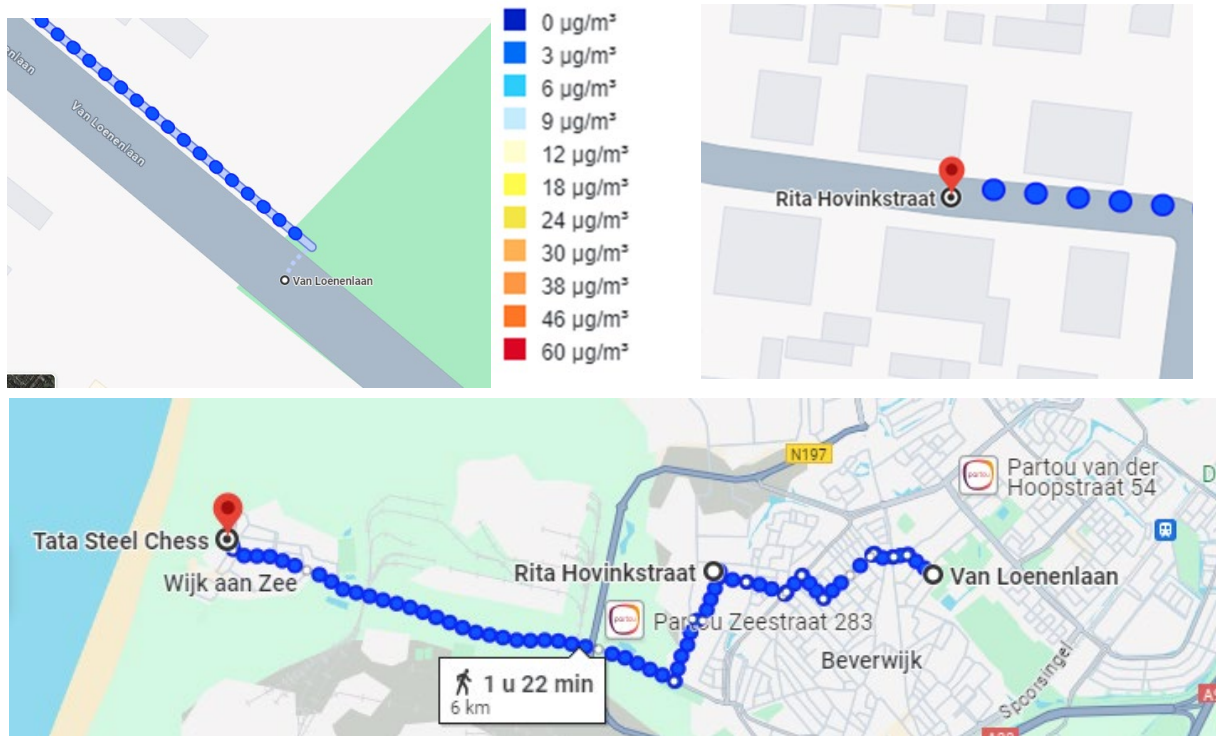 nlaan
Van Loenenlaan
Van Loenenlaan
0 µg/m³
3 µg/m³
6 µg/m³
9 µg/m³
12 µg/m³
18 µg/m³
24 µg/m³
30 µg/m³
38 µg/m³
46 µg/m³
60 µg/m³
Rita Hovinkstraat
N197
partou
Partou van der
Hoopstraat 54
D
Tata Steel Chess
Wijk aan Zee
Rita Hovinkstraat
Van Loenenlaan
partou
Partou Zeestraat 283
1 u 22 min
6 km
Beverwijk
Spoorsingel